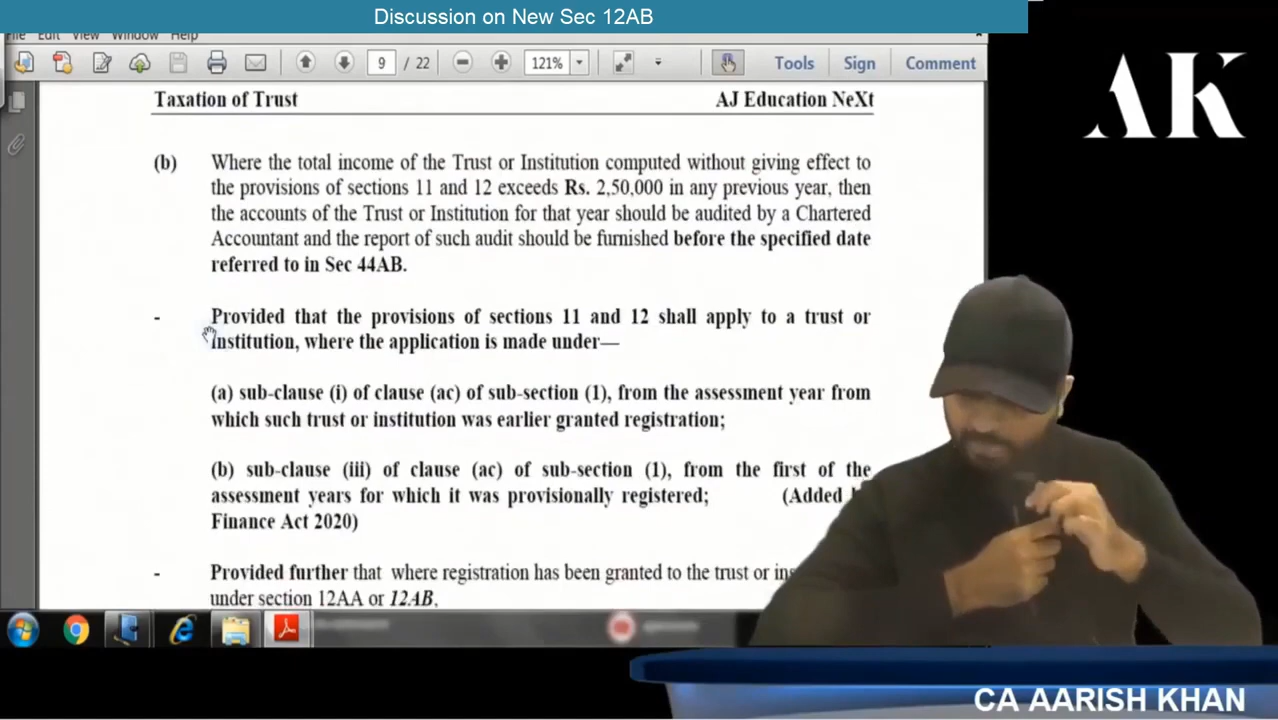 Discussion on New Sec 12AB
File Edit View Window Help
9 / 22 121% Tools Sign Comment
AK
Taxation of Trust AJ Education NeXt
(b) Where the total income of the Trust or Institution computed without giving effect to
the provisions of sections 11 and 12 exceeds Rs. 2,50,000 in any previous year, then
the accounts of the Trust or Institution for that year should be audited by a Chartered
Accountant and the report of such audit should be furnished before the specified date
referred to in Sec 44AB.
- Provided that the provisions of sections 11 and 12 shall apply to a trust or
institution, where the application is made under—
(a) sub-clause (i) of clause (ac) of sub-section (1), from the assessment year from
which such trust or institution was earlier granted registration;
(b) sub-clause (iii) of clause (ac) of sub-section (1), from the first of the
assessment years for which it was provisionally registered; (Added
Finance Act 2020)
- Provided further that where registration has been granted to the trust or
under section 12AA or 12AB,
CA AARISH KHAN